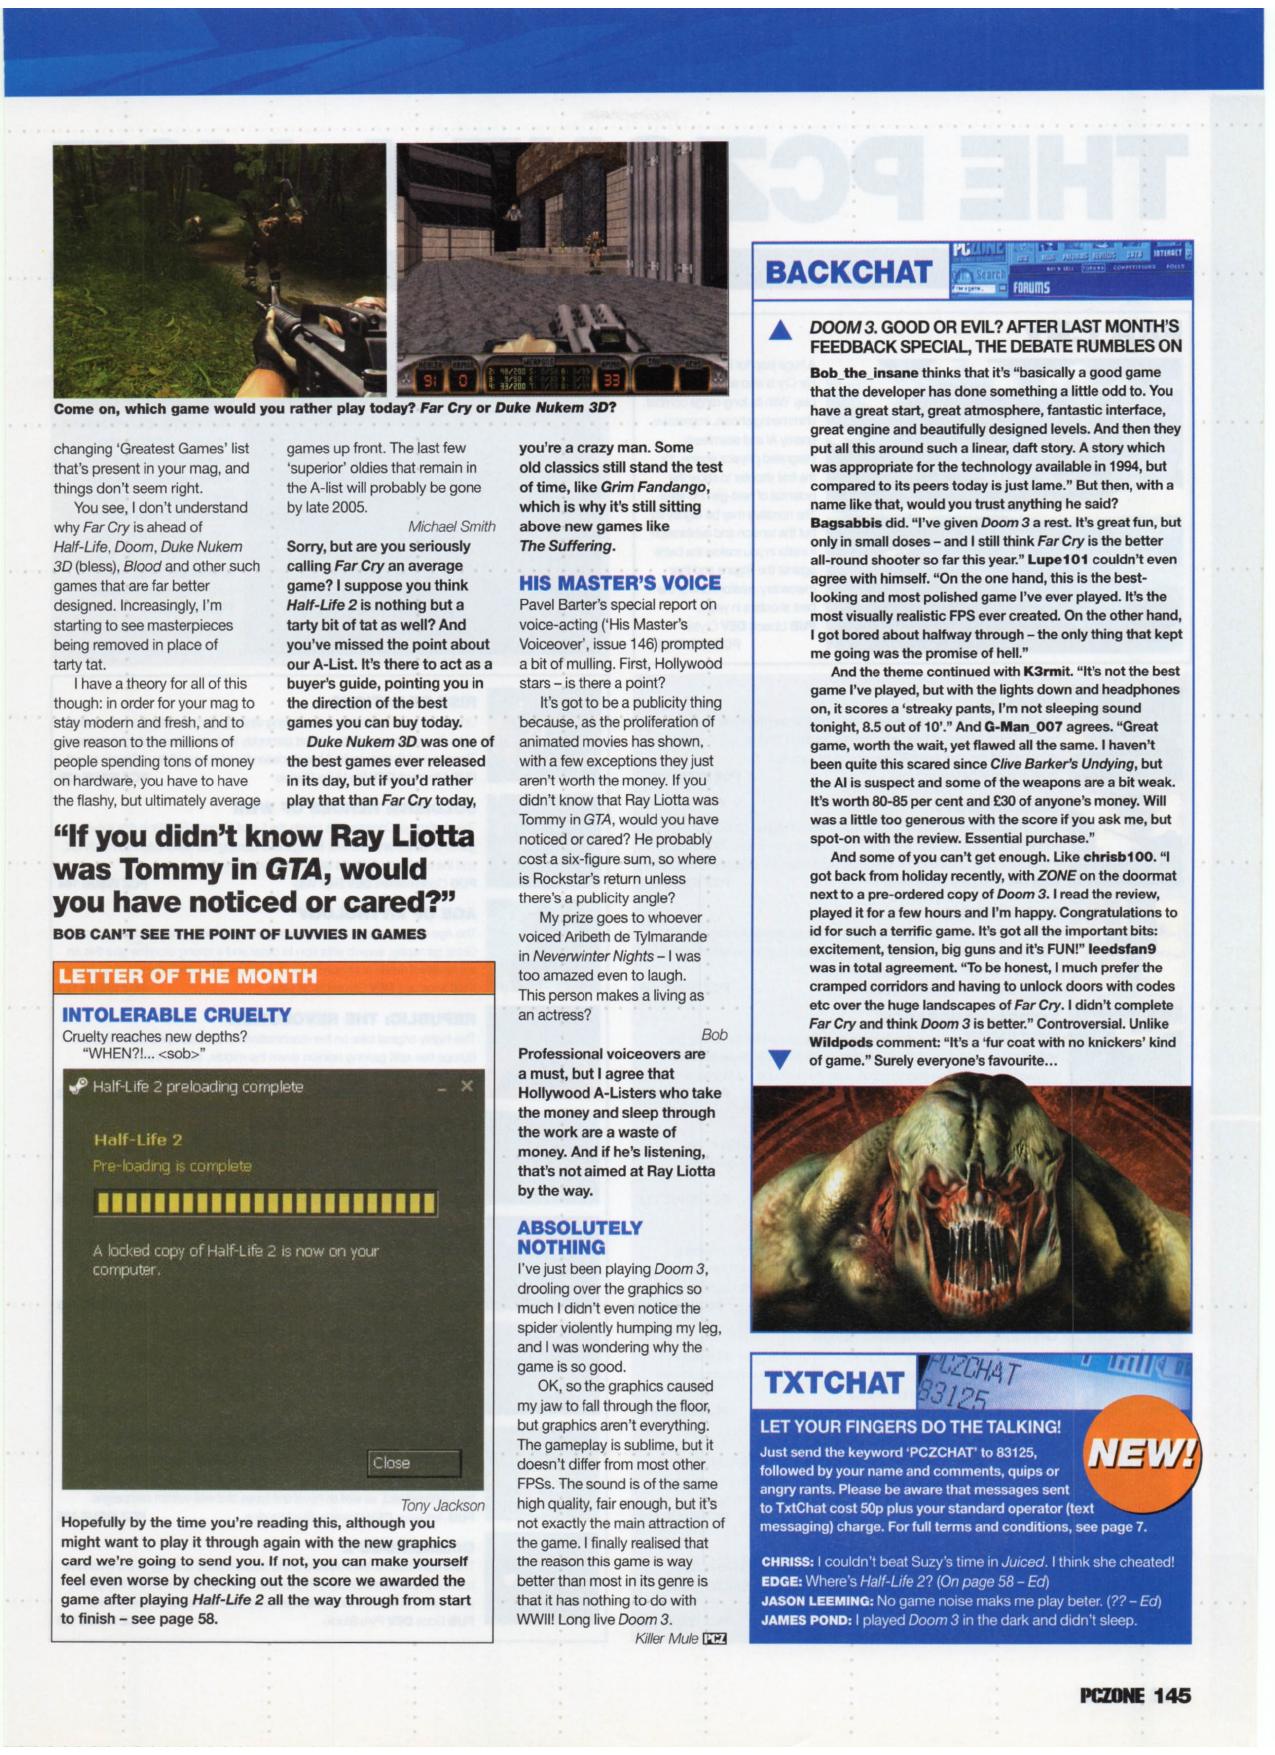 Come on, which game would you rather play today? Far Cry or Duke Nukem 3D?
changing ‘Greatest Games’ list
that’s present in your mag, and
things don’t seem right.
You see, I don’t understand
why Far Cry is ahead of
Half-Life, Doom, Duke Nukem
3D (bless), Blood and other such
games that are far better
designed. Increasingly, I’m
starting to see masterpieces
being removed in place of
tarty tat.
I have a theory for all of this
though: in order for your mag to
stay modern and fresh, and to
give reason to the millions of
people spending tons of money
on hardware, you have to have
the flashy, but ultimately average
games up front. The last few
‘superior’ oldies that remain in
the A-list will probably be gone
by late 2005.
Michael Smith
Sorry, but are you seriously
calling Far Cry an average
game? I suppose you think
Half-Life 2 is nothing but a
tarty bit of tat as well? And
you’ve missed the point about
our A-List. It’s there to act as a
buyer’s guide, pointing you in
the direction of the best
games you can buy today.
Duke Nukem 3D was one of
the best games ever released
in its day, but if you’d rather
play that than Far Cry today,
you’re a crazy man. Some
old classics still stand the test
of time, like Grim Fandango,
which is why it’s still sitting
above new games like
The Suffering.
“If you didn’t know Ray Liotta
was Tommy in GTA, would
you have noticed or cared?”
BOB CAN’T SEE THE POINT OF LUVVIES IN GAMES
LETTER OF THE MONTH
INTOLERABLE CRUELTY
Cruelty reaches new depths?
“WHEN?!... <sob>”
Half-Life 2 preloading complete
Half-Life 2
Pre-loading is complete
A locked copy of Half-Life 2 is now on your
computer.
Close
Tony Jackson
Hopefully by the time you’re reading this, although you
might want to play it through again with the new graphics
card we’re going to send you. If not, you can make yourself
feel even worse by checking out the score we awarded the
game after playing Half-Life 2 all the way through from start
to finish – see page 58.
HIS MASTER’S VOICE
Pavel Barter’s special report on
voice-acting (‘His Master’s
Voiceover’, issue 146) prompted
a bit of mulling. First, Hollywood
stars – is there a point?
It’s got to be a publicity thing
because, as the proliferation of
animated movies has shown,
with a few exceptions they just
aren’t worth the money. If you
didn’t know that Ray Liotta was
Tommy in GTA, would you have
noticed or cared? He probably
cost a six-figure sum, so where
is Rockstar’s return unless
there’s a publicity angle?
My prize goes to whoever
voiced Aribeth de Tylmarande
in Neverwinter Nights – I was
too amazed even to laugh.
This person makes a living as
an actress?
Bob
Professional voiceovers are
a must, but I agree that
Hollywood A-Listers who take
the money and sleep through
the work are a waste of
money. And if he’s listening,
that’s not aimed at Ray Liotta
by the way.
ABSOLUTELY
NOTHING
I’ve just been playing Doom 3,
drooling over the graphics so
much I didn’t even notice the
spider violently humping my leg,
and I was wondering why the
game is so good.
OK, so the graphics caused
my jaw to fall through the floor,
but graphics aren’t everything.
The gameplay is sublime, but it
doesn’t differ from most other
FPSs. The sound is of the same
high quality, fair enough, but it’s
not exactly the main attraction of
the game. I finally realised that
the reason this game is way
better than most in its genre is
that it has nothing to do with
WWII! Long live Doom 3.
Killer Mule PCZ
BACKCHAT
PCZONE
Search
FORUMS
INTERACT
DOOM 3. GOOD OR EVIL? AFTER LAST MONTH’S
FEEDBACK SPECIAL, THE DEBATE RUMBLES ON
Bob_the_insane thinks that it’s “basically a good game
that the developer has done something a little odd to. You
have a great start, great atmosphere, fantastic interface,
great engine and beautifully designed levels. And then they
put all this around such a linear, daft story. A story which
was appropriate for the technology available in 1994, but
compared to its peers today is just lame.” But then, with a
name like that, would you trust anything he said?
Bagsabbis did. “I’ve given Doom 3 a rest. It’s great fun, but
only in small doses – and I still think Far Cry is the better
all-round shooter so far this year.” Lupe101 couldn’t even
agree with himself. “On the one hand, this is the best-
looking and most polished game I’ve ever played. It’s the
most visually realistic FPS ever created. On the other hand,
I got bored about halfway through – the only thing that kept
me going was the promise of hell.”
And the theme continued with K3rmit. “It’s not the best
game I’ve played, but with the lights down and headphones
on, it scores a ‘streaky pants, I’m not sleeping sound
tonight, 8.5 out of 10’.” And G-Man_007 agrees. “Great
game, worth the wait, yet flawed all the same. I haven’t
been quite this scared since Clive Barker’s Undying, but
the AI is suspect and some of the weapons are a bit weak.
It’s worth 80-85 per cent and £30 of anyone’s money. Will
was a little too generous with the score if you ask me, but
spot-on with the review. Essential purchase.”
And some of you can’t get enough. Like chrisb100. “I
got back from holiday recently, with ZONE on the doormat
next to a pre-ordered copy of Doom 3. I read the review,
played it for a few hours and I’m happy. Congratulations to
id for such a terrific game. It’s got all the important bits:
excitement, tension, big guns and it’s FUN!” leedsfan9
was in total agreement. “To be honest, I much prefer the
cramped corridors and having to unlock doors with codes
etc over the huge landscapes of Far Cry. I didn’t complete
Far Cry and think Doom 3 is better.” Controversial. Unlike
Wildpods comment: “It’s a ‘fur coat with no knickers’ kind
of game.” Surely everyone’s favourite...
TXTCHAT
PCZCHAT
83125
NEW!
LET YOUR FINGERS DO THE TALKING!
Just send the keyword ‘PCZCHAT’ to 83125,
followed by your name and comments, quips or
angry rants. Please be aware that messages sent
to TxtChat cost 50p plus your standard operator (text
messaging) charge. For full terms and conditions, see page 7.
CHRISS: I couldn’t beat Suzy’s time in Juiced. I think she cheated!
EDGE: Where’s Half-Life 2? (On page 58 – Ed)
JASON LEEMING: No game noise maks me play beter. (?? – Ed)
JAMES POND: I played Doom 3 in the dark and didn’t sleep.
PCZONE 145